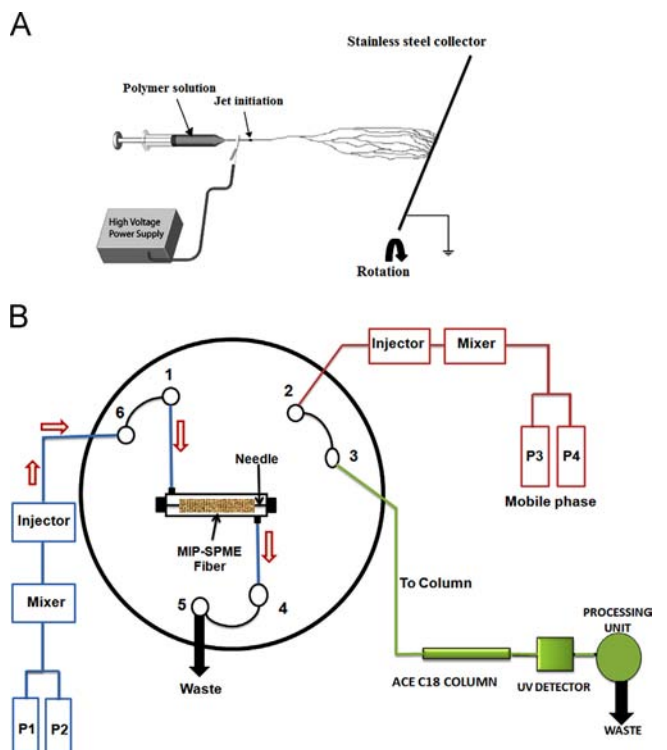 A
Stainless steel collector
Polymer solution
Jet initiation
High Voltage
Power Supply
Rotation
B
1
2
6
3
Injector
Mixer
P3
P4
Mobile phase
Needle
MIP-SPME
Fiber
Injector
Mixer
5
4
Waste
P1
P2
To Column
PROCESSING
UNIT
ACE C18 COLUMN
UV DETECTOR
WASTE